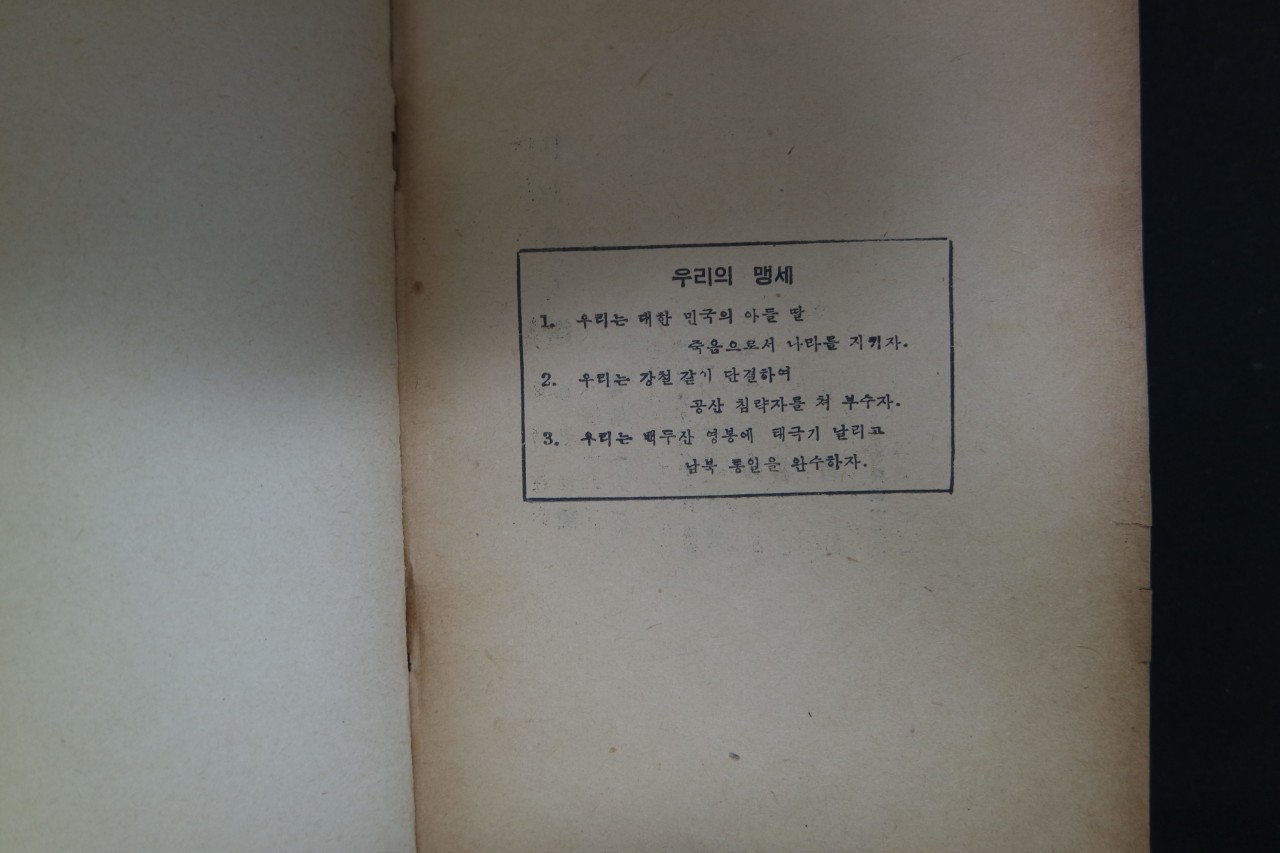 우리의 맹세
1. 우리는 대한 민국의 아들 딸
죽음으로서 나라를 지키자.
2. 우리는 강철 같이 단결하여
공산 침략자를 쳐 부수자.
3. 우리는 백두산 영봉에 태극기 날리고
남북 통일을 완수하자.